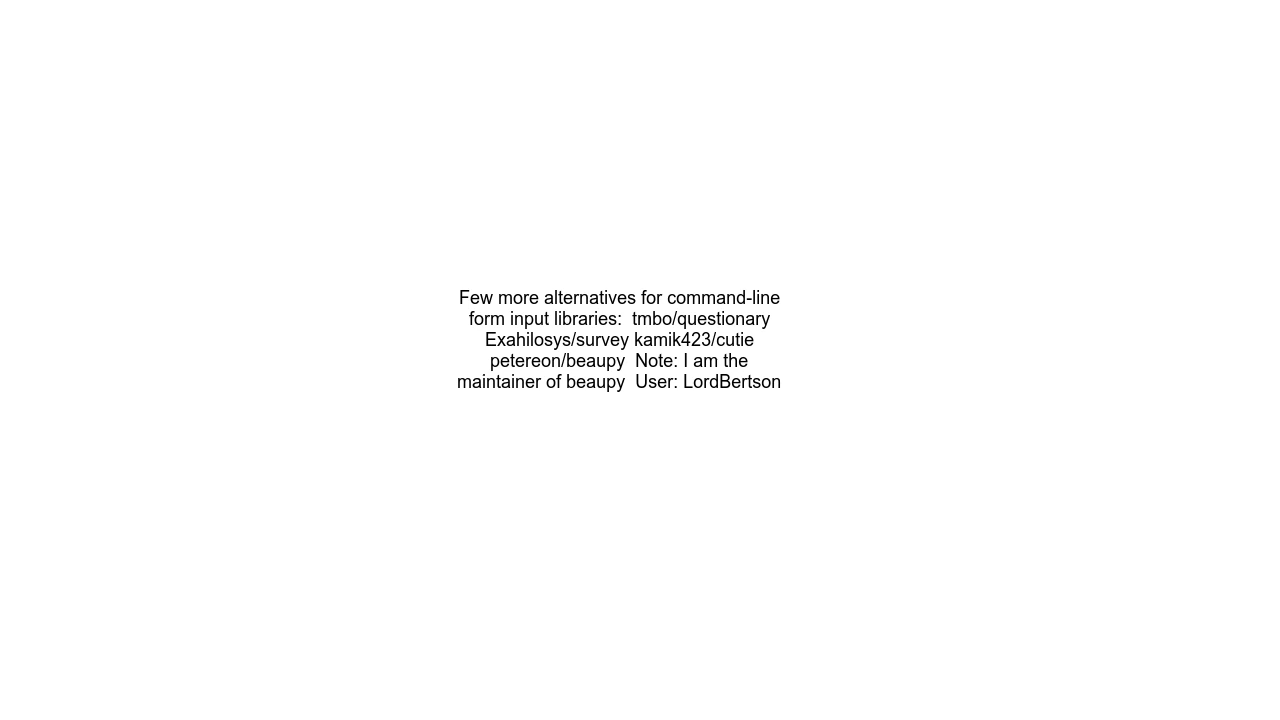 Few more alternatives for command-line
form input libraries:  tmbo/questionary
Exahilosys/survey kamik423/cutie
petereon/beaupy  Note: I am the
maintainer of beaupy  User: LordBertson